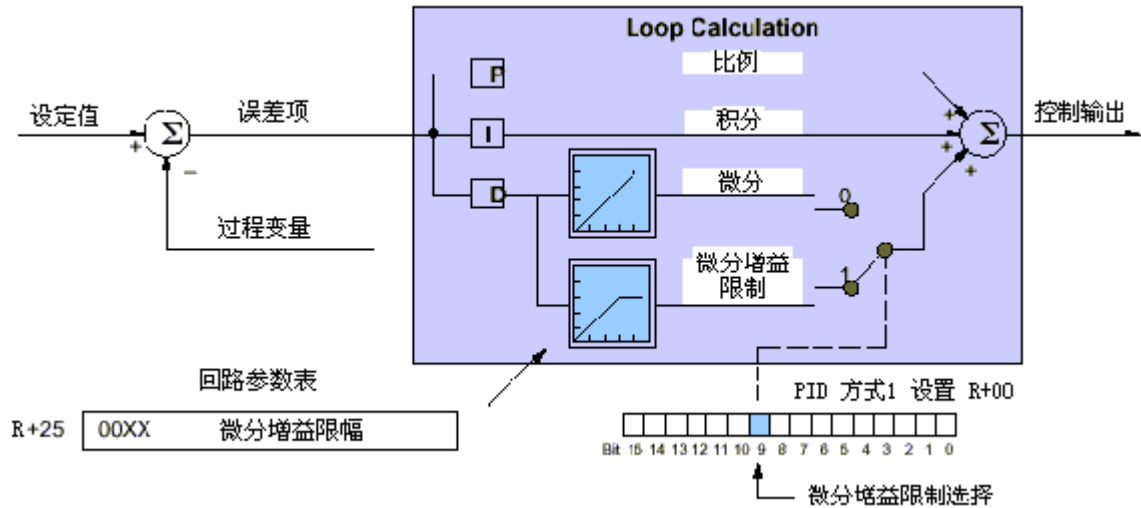 Loop Calculation
P
比例
设定值
Σ
误差项
I
积分
Σ
控制输出
+
+
+
+
−
D
微分
0
过程变量
微分增益
限制
1
回路参数表
PID 方式1 设置 R+00
R+25 00XX 微分增益限幅
Bit 15 14 13 12 11 10 9 8 7 6 5 4 3 2 1 0
微分增益限制选择